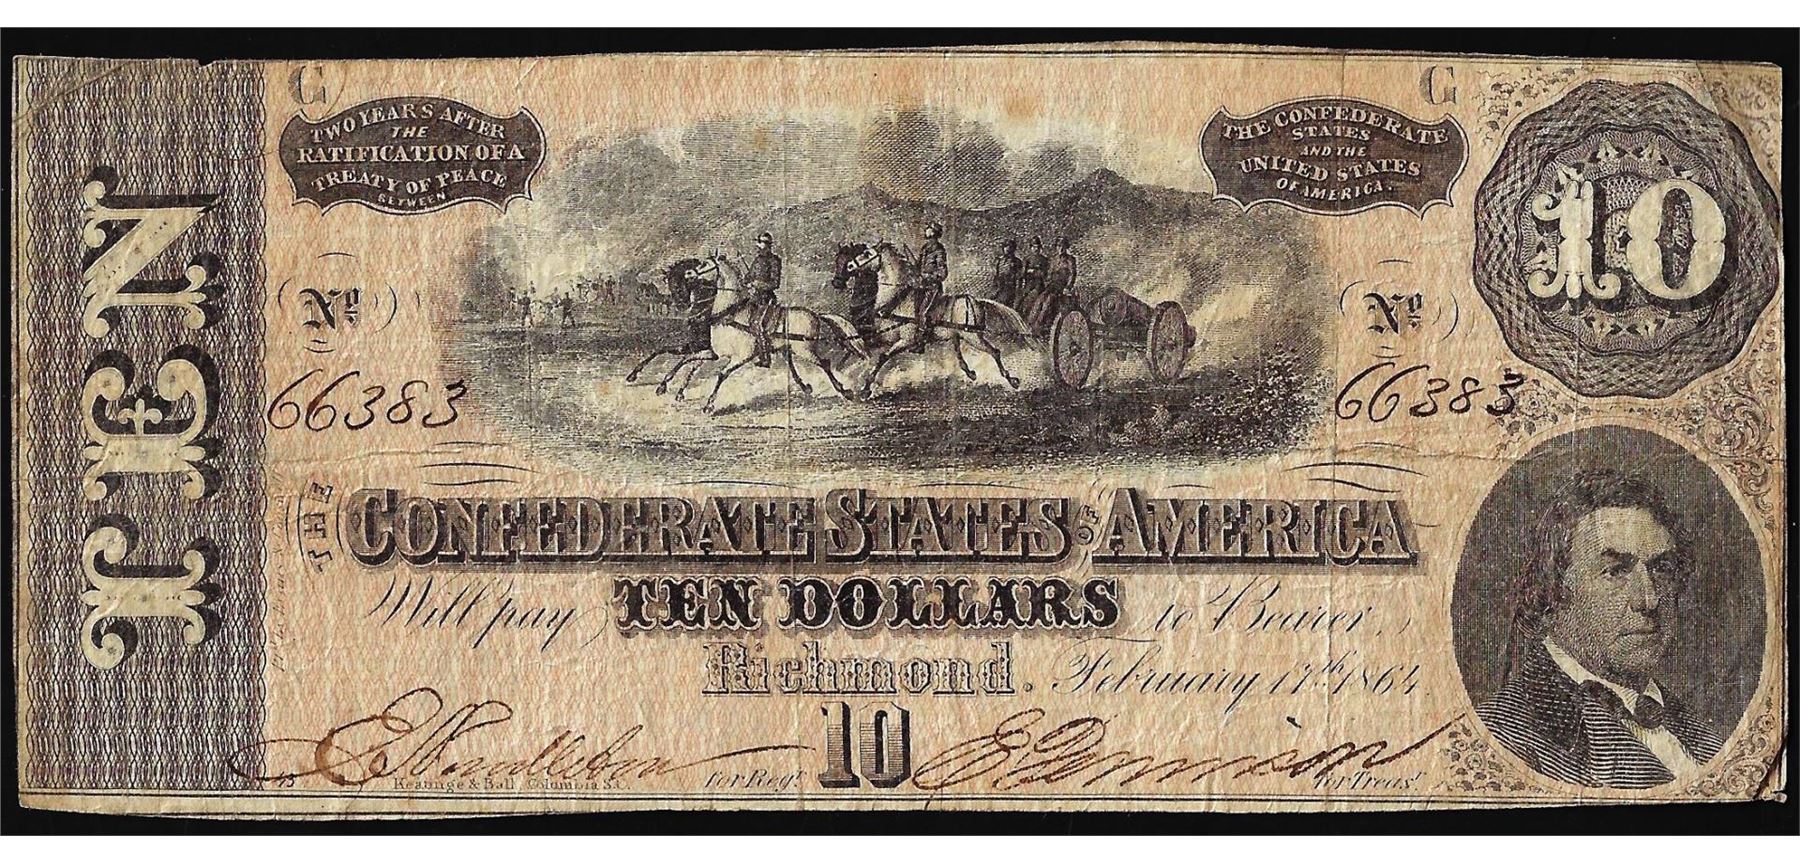 G
G
TWO YEARS AFTER
THE
RATIFICATION OF A
TREATY OF PEACE
BETWEEN
THE CONFEDERATE
STATES
AND THE
UNITED STATES
OF AMERICA.
10
TEN
No
66383
No
66383
THE CONFEDERATE STATES OF AMERICA
Will pay TEN DOLLARS to Bearer
Richmond. February 17th 1864
10
for Regr.
for Treasr.
Keatinge & Ball Columbia S.C.